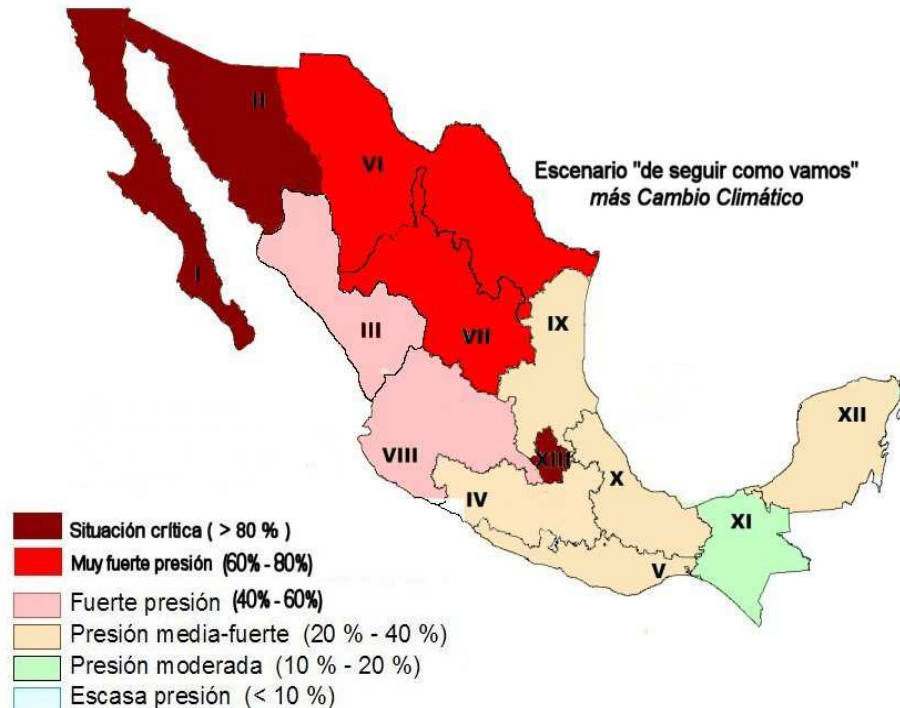 II
VI
Escenario "de seguir como vamos"
más Cambio Climático
I
III
VII
IX
XII
VIII
XIII
IV
X
XI
V
Situación crítica ( > 80 % )
Muy fuerte presión (60% - 80%)
Fuerte presión (40% - 60%)
Presión media-fuerte (20 % - 40 %)
Presión moderada (10 % - 20 %)
Escasa presión (< 10 %)